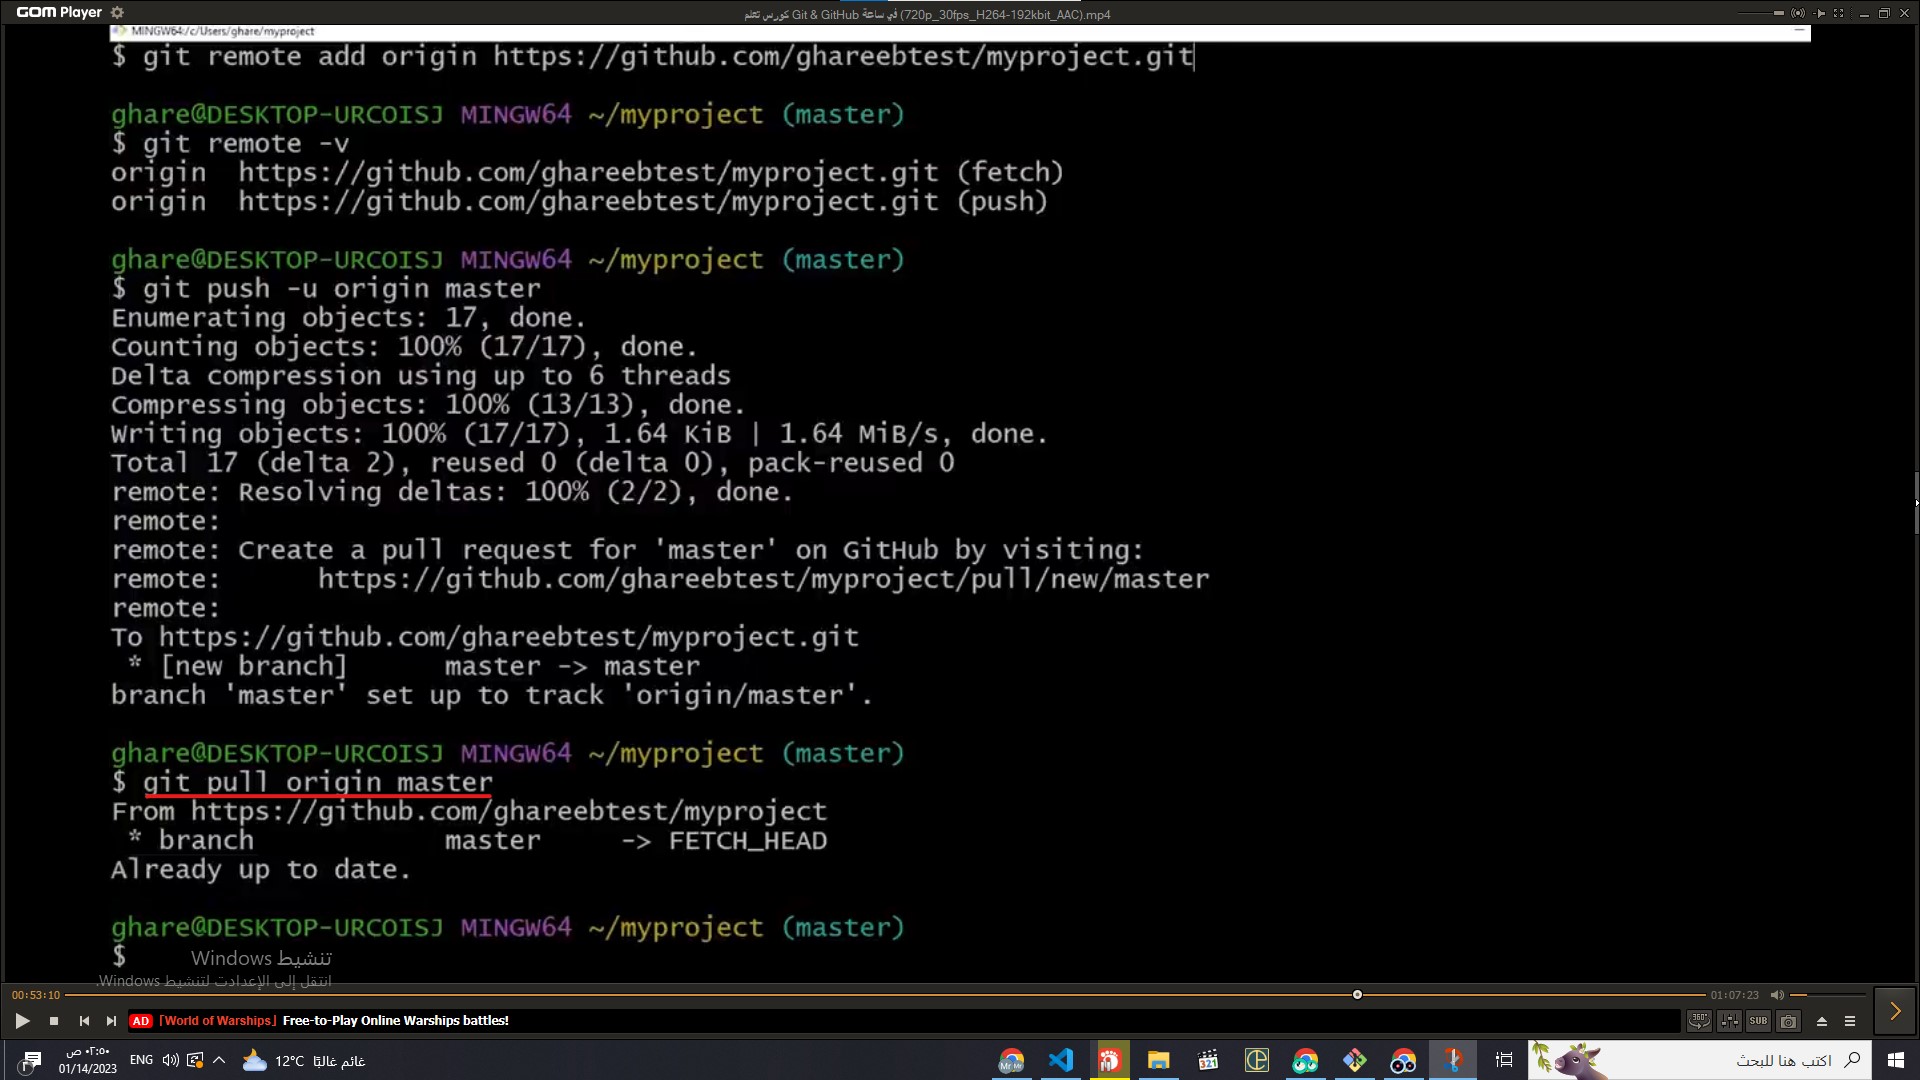 GOM Player
كورس تتعلم Git & GitHub في ساعة (720p_30fps_H264-192kbit_AAC).mp4
MINGW64:/c/Users/ghare/myproject
$ git remote add origin https://github.com/ghareebtest/myproject.git
ghare@DESKTOP-URCOISJ MINGW64 ~/myproject (master)
$ git remote -v
origin  https://github.com/ghareebtest/myproject.git (fetch)
origin  https://github.com/ghareebtest/myproject.git (push)
ghare@DESKTOP-URCOISJ MINGW64 ~/myproject (master)
$ git push -u origin master
Enumerating objects: 17, done.
Counting objects: 100% (17/17), done.
Delta compression using up to 6 threads
Compressing objects: 100% (13/13), done.
Writing objects: 100% (17/17), 1.64 KiB | 1.64 MiB/s, done.
Total 17 (delta 2), reused 0 (delta 0), pack-reused 0
remote: Resolving deltas: 100% (2/2), done.
remote:
remote: Create a pull request for 'master' on GitHub by visiting:
remote:      https://github.com/ghareebtest/myproject/pull/new/master
remote:
To https://github.com/ghareebtest/myproject.git
 * [new branch]      master -> master
branch 'master' set up to track 'origin/master'.
ghare@DESKTOP-URCOISJ MINGW64 ~/myproject (master)
$ git pull origin master
From https://github.com/ghareebtest/myproject
 * branch            master     -> FETCH_HEAD
Already up to date.
ghare@DESKTOP-URCOISJ MINGW64 ~/myproject (master)
$
تنشيط Windows
انتقل إلى الإعدادت لتنشيط Windows.
00:53:10
01:07:23
AD [World of Warships] Free-to-Play Online Warships battles!
360°
SUB
٠٢:٥٠ ص
01/14/2023
ENG
12°C غائم غالبًا
321
اكتب هنا للبحث